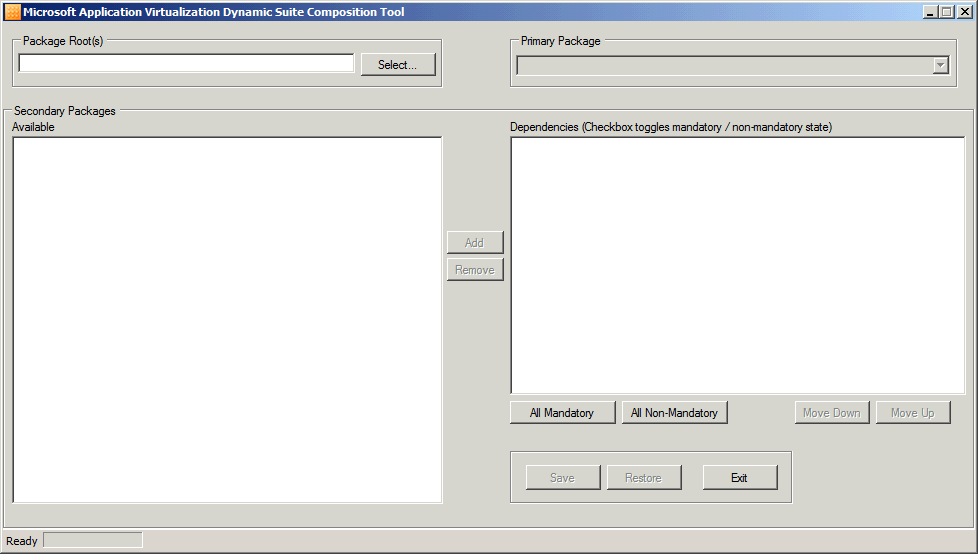 Microsoft Application Virtualization Dynamic Suite Composition Tool
Package Root(s)
Select...
Primary Package
Secondary Packages
Available
Dependencies (Checkbox toggles mandatory / non-mandatory state)
Add
Remove
All Mandatory
All Non-Mandatory
Move Down
Move Up
Save
Restore
Exit
Ready